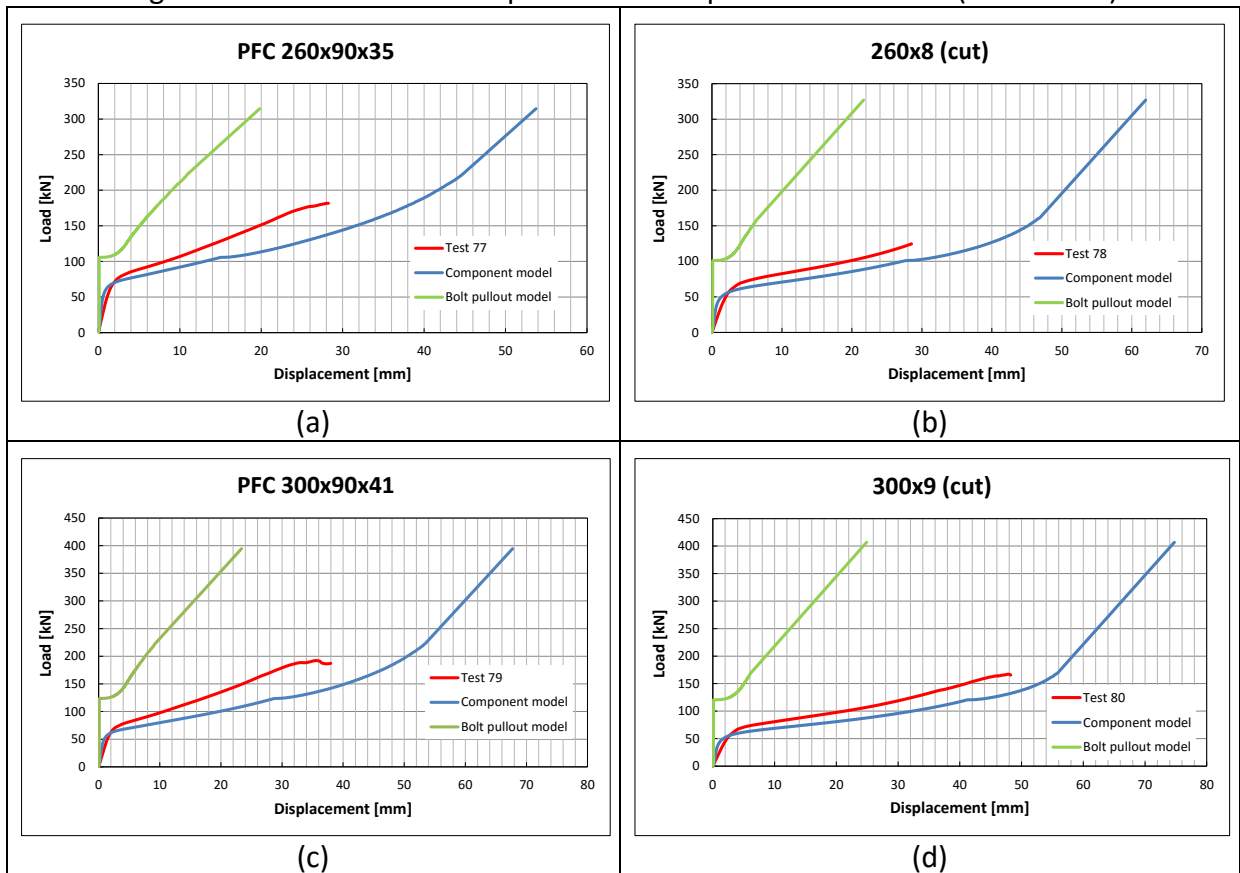 PFC 260x90x35
350
300
250
200
150
100
50
0
Load [kN]
Test 77
Component model
Bolt pullout model
0 10 20 30 40 50 60
Displacement [mm]
(a)
260x8 (cut)
350
300
250
200
150
100
50
0
Load [kN]
Test 78
Component model
Bolt pullout model
0 10 20 30 40 50 60 70
Displacement [mm]
(b)
PFC 300x90x41
450
400
350
300
250
200
150
100
50
0
Load [kN]
Test 79
Component model
Bolt pullout model
0 10 20 30 40 50 60 70 80
Displacement [mm]
(c)
300x9 (cut)
450
400
350
300
250
200
150
100
50
0
Load [kN]
Test 80
Component model
Bolt pullout model
0 10 20 30 40 50 60 70 80
Displacement [mm]
(d)